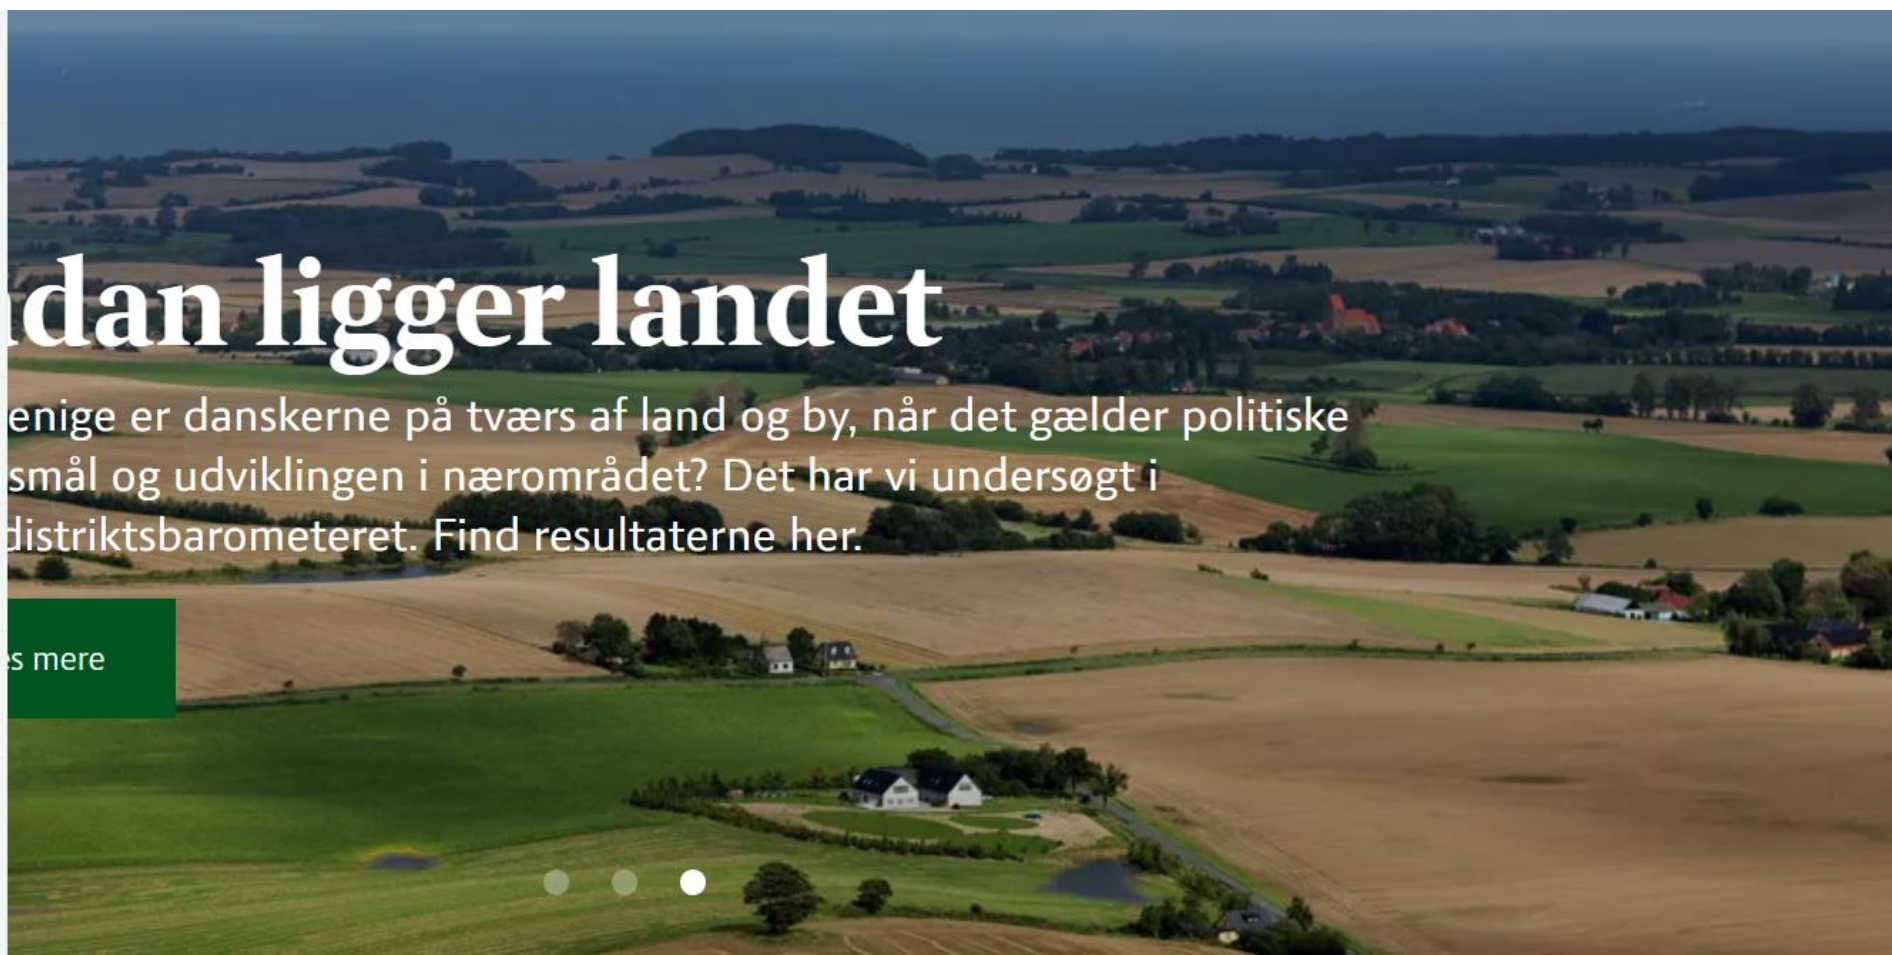 dan ligger landet
enige er danskerne på tværs af land og by, når det gælder politiske
smål og udviklingen i nærområdet? Det har vi undersøgt i
distriktsbarometeret. Find resultaterne her.
es mere